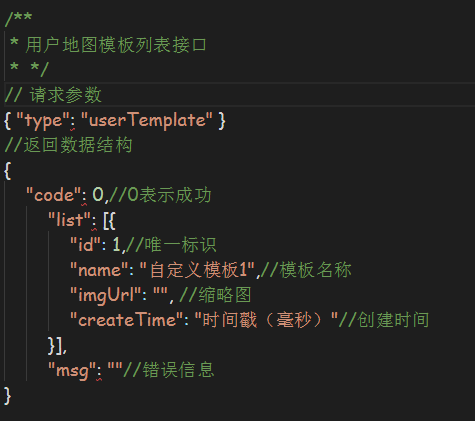 /**
 * 用户地图模板列表接口
 *  */
// 请求参数
{ "type": "userTemplate" }
//返回数据结构
{
    "code": 0,//0表示成功
        "list": [{
            "id": 1,//唯一标识
            "name": "自定义模板1",//模板名称
            "imgUrl": "", //缩略图
            "createTime": "时间戳（毫秒）"//创建时间
        }],
        "msg": ""//错误信息
}